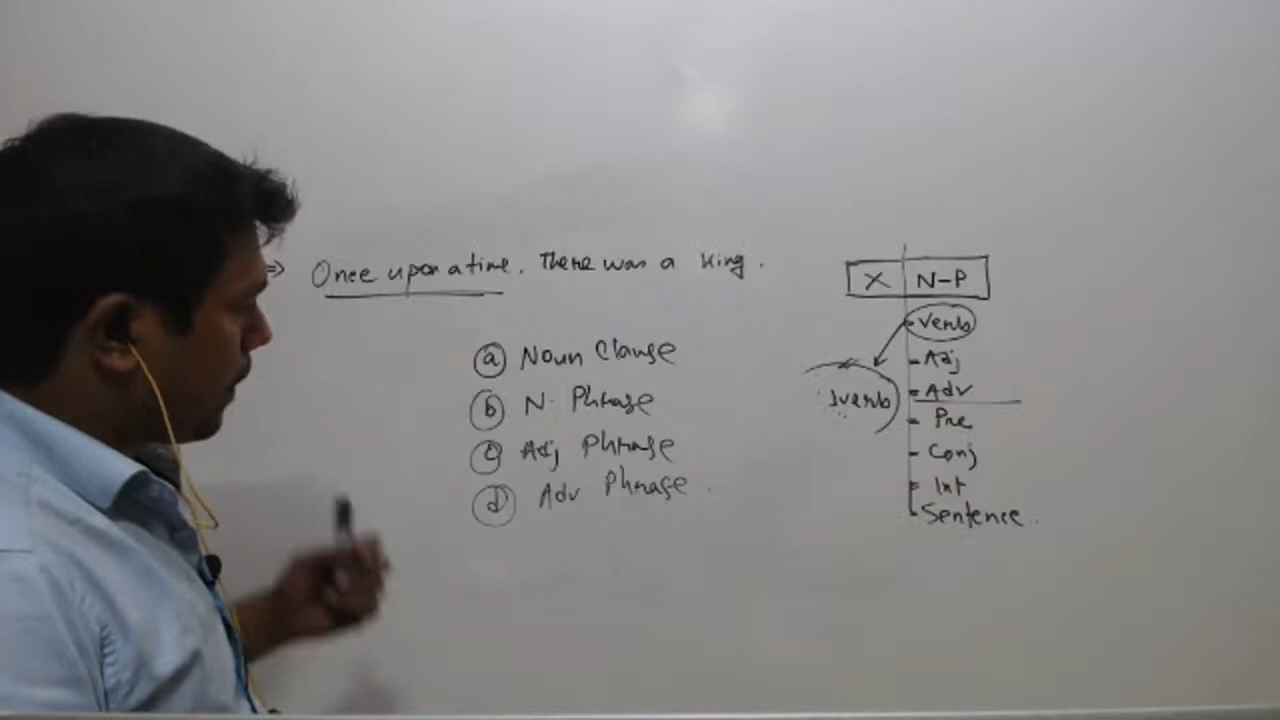 => Once upon a time. There was a king.
(a) Noun Clause
(b) N. Phrase
(c) Adj Phrase
(d) Adv Phrase.
X N-P
- Verb
- Adj
- Adv
- Pre
- Conj
- Int
- Sentence.